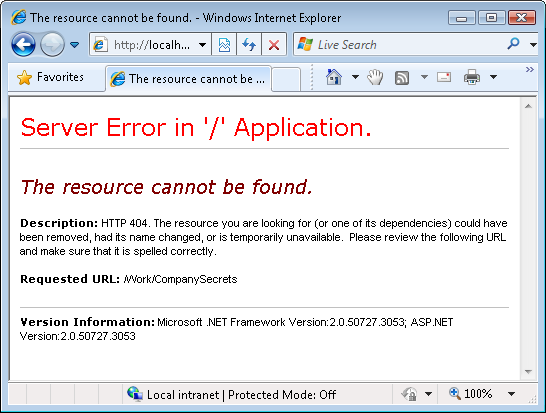 The resource cannot be found. - Windows Internet Explorer
http://localh...
Live Search
Favorites
The resource cannot be ...
Server Error in '/' Application.
The resource cannot be found.
Description: HTTP 404. The resource you are looking for (or one of its dependencies) could have
been removed, had its name changed, or is temporarily unavailable.  Please review the following URL
and make sure that it is spelled correctly.
Requested URL: /Work/CompanySecrets
Version Information: Microsoft .NET Framework Version:2.0.50727.3053; ASP.NET
Version:2.0.50727.3053
Local intranet | Protected Mode: Off
100%